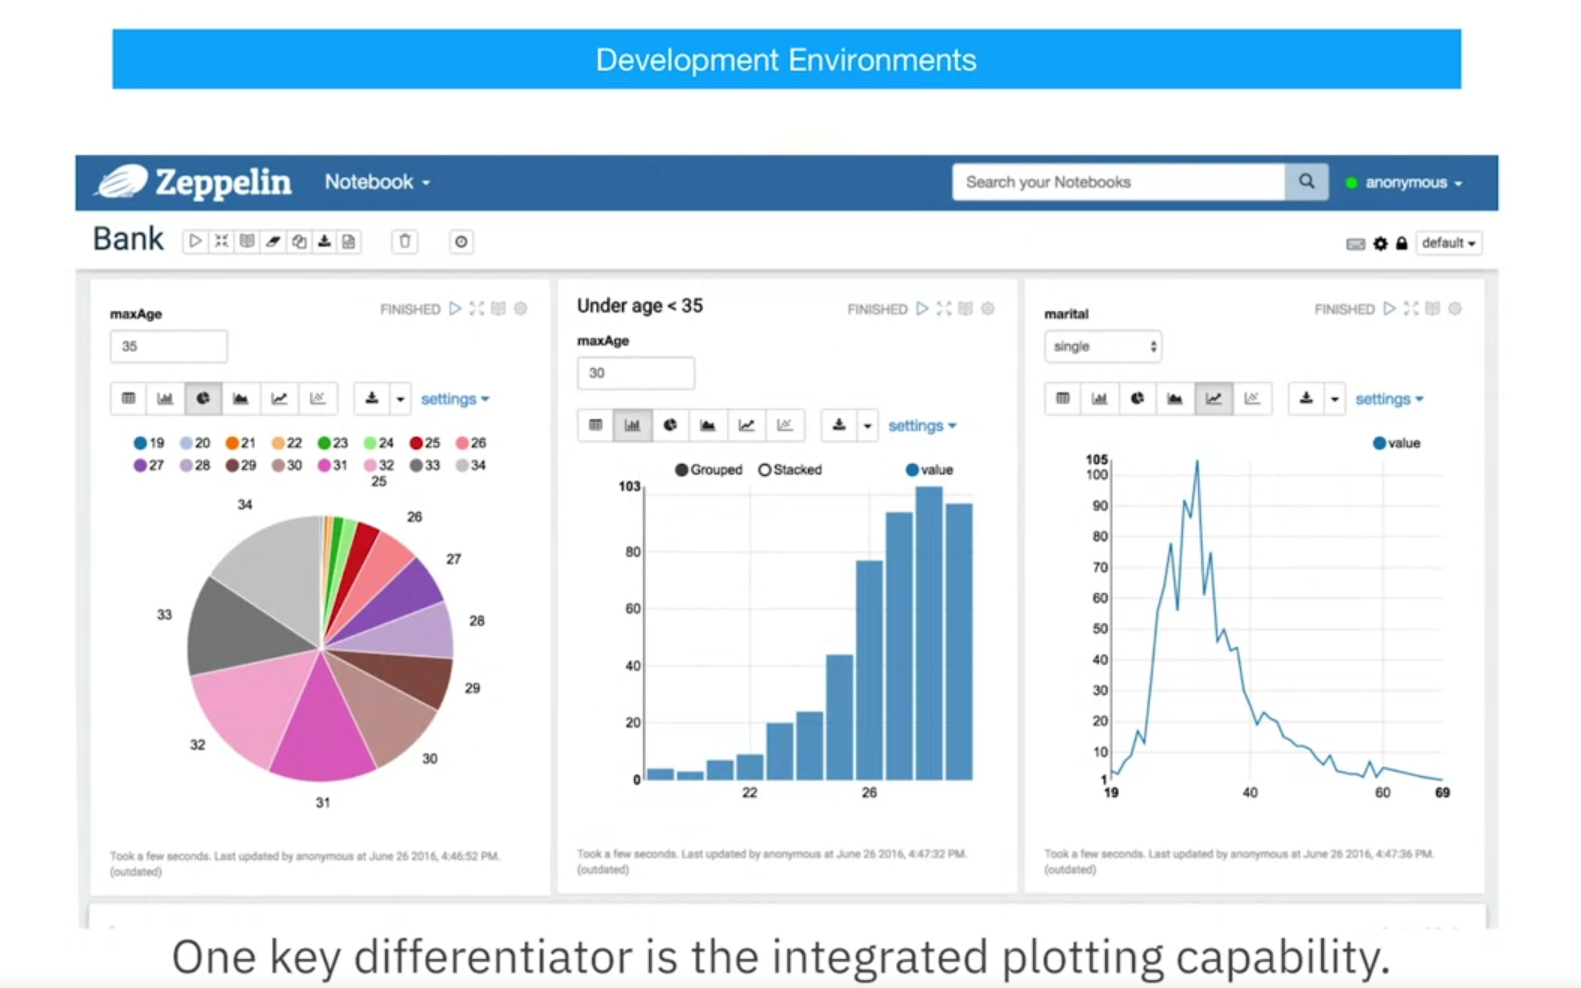 Development Environments
Zeppelin Notebook Search your Notebooks anonymous
Bank default
maxAge FINISHED
35
settings
19 20 21 22 23 24 25 26
27 28 29 30 31 32 33 34
25
34
26
27
33
28
29
32
30
31
Took a few seconds. Last updated by anonymous at June 26 2016, 4:46:52 PM.
(outdated)
Under age < 35 FINISHED
maxAge
30
settings
Grouped Stacked value
103
80
60
40
20
0
22 26
Took a few seconds. Last updated by anonymous at June 26 2016, 4:47:32 PM.
(outdated)
marital FINISHED
single
settings
value
105
100
90
80
70
60
50
40
30
20
10
1
19 40 60 69
Took a few seconds. Last updated by anonymous at June 26 2016, 4:47:36 PM.
(outdated)
One key differentiator is the integrated plotting capability.